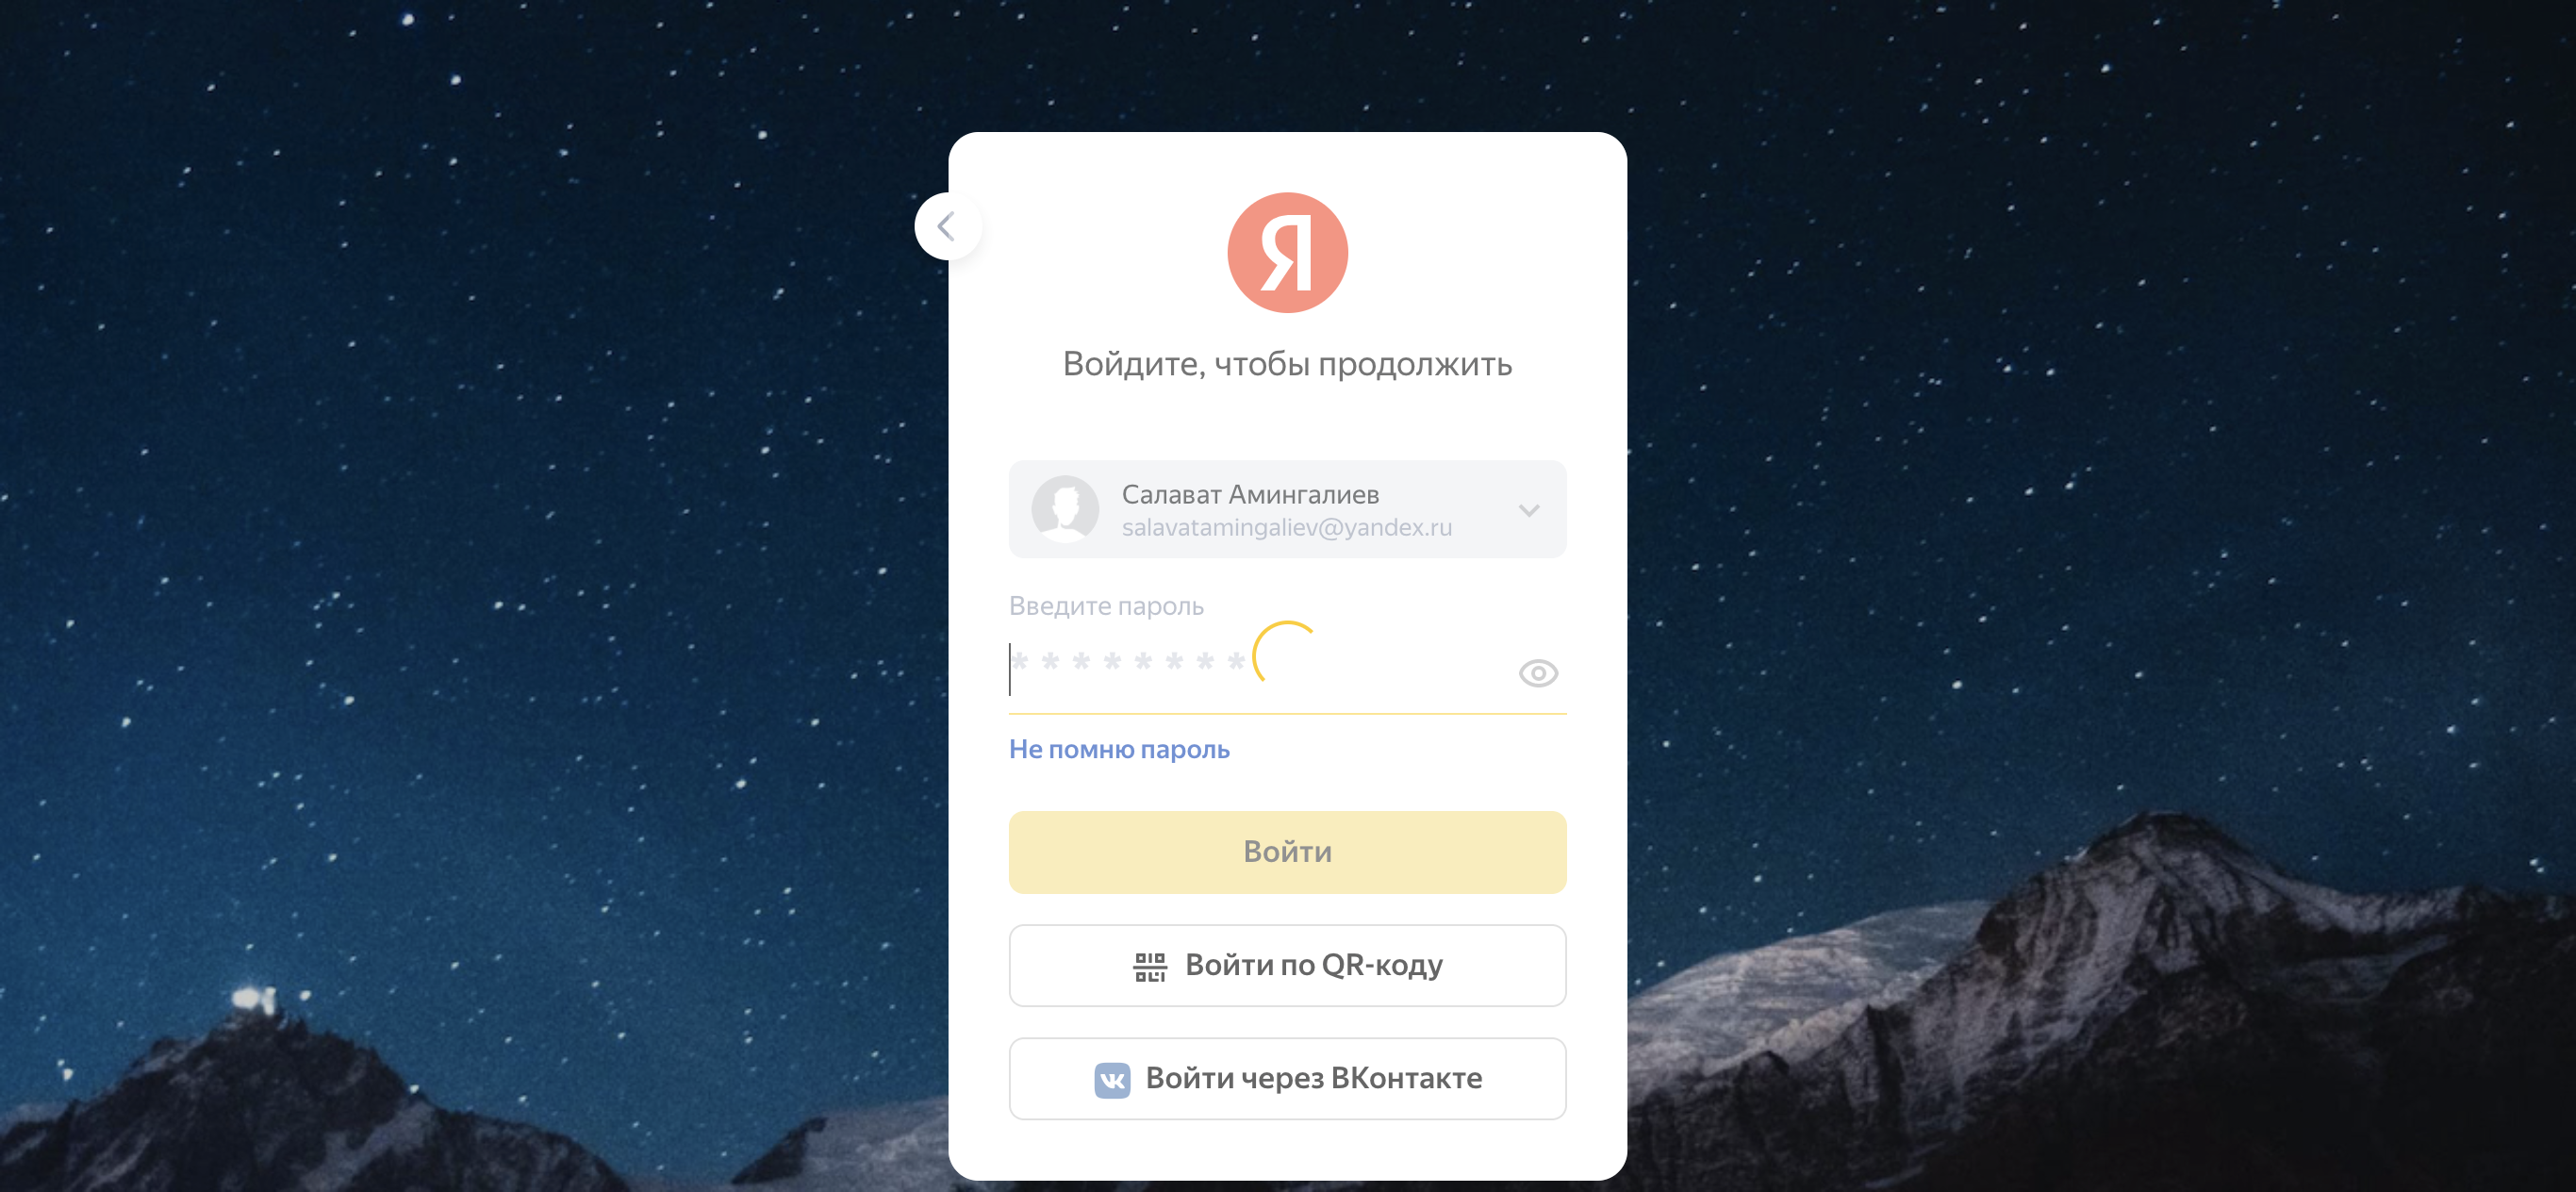 Я
Войдите, чтобы продолжить
Салават Амингалиев
salavatamingaliev@yandex.ru
Введите пароль
* * * * * * * *
Не помню пароль
Войти
Войти по QR-коду
Войти через ВКонтакте